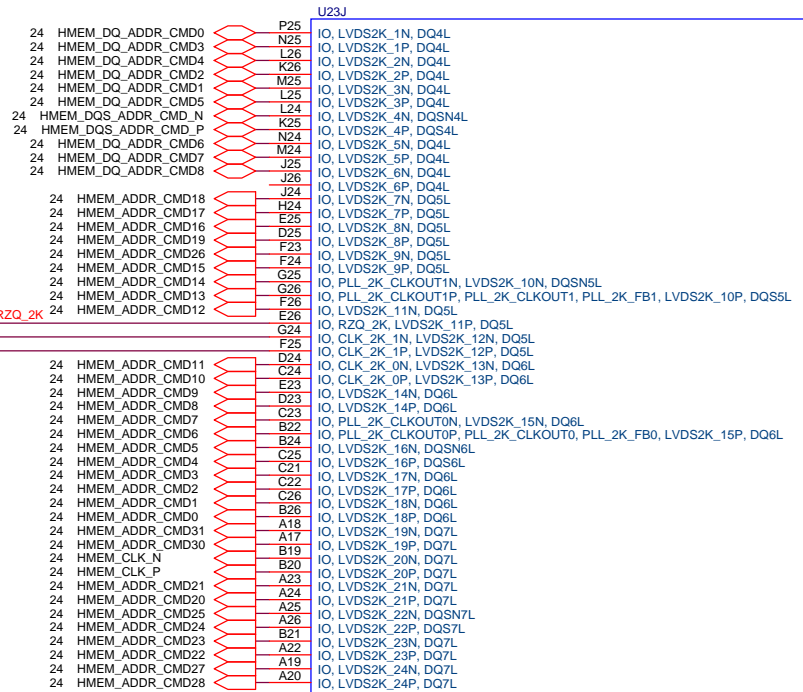 U23J
24 HMEM_DQ_ADDR_CMD0 P25 IO, LVDS2K_1N, DQ4L
24 HMEM_DQ_ADDR_CMD3 N25 IO, LVDS2K_1P, DQ4L
24 HMEM_DQ_ADDR_CMD4 L26 IO, LVDS2K_2N, DQ4L
24 HMEM_DQ_ADDR_CMD2 K26 IO, LVDS2K_2P, DQ4L
24 HMEM_DQ_ADDR_CMD1 M25 IO, LVDS2K_3N, DQ4L
24 HMEM_DQ_ADDR_CMD5 L25 IO, LVDS2K_3P, DQ4L
24 HMEM_DQS_ADDR_CMD_N L24 IO, LVDS2K_4N, DQSN4L
24 HMEM_DQS_ADDR_CMD_P K25 IO, LVDS2K_4P, DQS4L
24 HMEM_DQ_ADDR_CMD6 N24 IO, LVDS2K_5N, DQ4L
24 HMEM_DQ_ADDR_CMD7 M24 IO, LVDS2K_5P, DQ4L
24 HMEM_DQ_ADDR_CMD8 J25 IO, LVDS2K_6N, DQ4L
J26 IO, LVDS2K_6P, DQ4L
24 HMEM_ADDR_CMD18 J24 IO, LVDS2K_7N, DQ5L
24 HMEM_ADDR_CMD17 H24 IO, LVDS2K_7P, DQ5L
24 HMEM_ADDR_CMD16 E25 IO, LVDS2K_8N, DQ5L
24 HMEM_ADDR_CMD19 D25 IO, LVDS2K_8P, DQ5L
24 HMEM_ADDR_CMD26 F23 IO, LVDS2K_9N, DQ5L
24 HMEM_ADDR_CMD15 F24 IO, LVDS2K_9P, DQ5L
24 HMEM_ADDR_CMD14 G25 IO, PLL_2K_CLKOUT1N, LVDS2K_10N, DQSN5L
24 HMEM_ADDR_CMD13 G26 IO, PLL_2K_CLKOUT1P, PLL_2K_CLKOUT1, PLL_2K_FB1, LVDS2K_10P, DQS5L
24 HMEM_ADDR_CMD12 F26 IO, LVDS2K_11N, DQ5L
RZQ_2K E26 IO, RZQ_2K, LVDS2K_11P, DQ5L
G24 IO, CLK_2K_1N, LVDS2K_12N, DQ5L
F25 IO, CLK_2K_1P, LVDS2K_12P, DQ5L
24 HMEM_ADDR_CMD11 D24 IO, CLK_2K_0N, LVDS2K_13N, DQ6L
24 HMEM_ADDR_CMD10 C24 IO, CLK_2K_0P, LVDS2K_13P, DQ6L
24 HMEM_ADDR_CMD9 E23 IO, LVDS2K_14N, DQ6L
24 HMEM_ADDR_CMD8 D23 IO, LVDS2K_14P, DQ6L
24 HMEM_ADDR_CMD7 C23 IO, PLL_2K_CLKOUT0N, LVDS2K_15N, DQ6L
24 HMEM_ADDR_CMD6 B22 IO, PLL_2K_CLKOUT0P, PLL_2K_CLKOUT0, PLL_2K_FB0, LVDS2K_15P, DQ6L
24 HMEM_ADDR_CMD5 B24 IO, LVDS2K_16N, DQSN6L
24 HMEM_ADDR_CMD4 C25 IO, LVDS2K_16P, DQS6L
24 HMEM_ADDR_CMD3 C21 IO, LVDS2K_17N, DQ6L
24 HMEM_ADDR_CMD2 C22 IO, LVDS2K_17P, DQ6L
24 HMEM_ADDR_CMD1 C26 IO, LVDS2K_18N, DQ6L
24 HMEM_ADDR_CMD0 B26 IO, LVDS2K_18P, DQ6L
24 HMEM_ADDR_CMD31 A18 IO, LVDS2K_19N, DQ7L
24 HMEM_ADDR_CMD30 A17 IO, LVDS2K_19P, DQ7L
24 HMEM_CLK_N B19 IO, LVDS2K_20N, DQ7L
24 HMEM_CLK_P B20 IO, LVDS2K_20P, DQ7L
24 HMEM_ADDR_CMD21 A23 IO, LVDS2K_21N, DQ7L
24 HMEM_ADDR_CMD20 A24 IO, LVDS2K_21P, DQ7L
24 HMEM_ADDR_CMD25 A25 IO, LVDS2K_22N, DQSN7L
24 HMEM_ADDR_CMD24 A26 IO, LVDS2K_22P, DQS7L
24 HMEM_ADDR_CMD23 B21 IO, LVDS2K_23N, DQ7L
24 HMEM_ADDR_CMD22 A22 IO, LVDS2K_23P, DQ7L
24 HMEM_ADDR_CMD27 A19 IO, LVDS2K_24N, DQ7L
24 HMEM_ADDR_CMD28 A20 IO, LVDS2K_24P, DQ7L